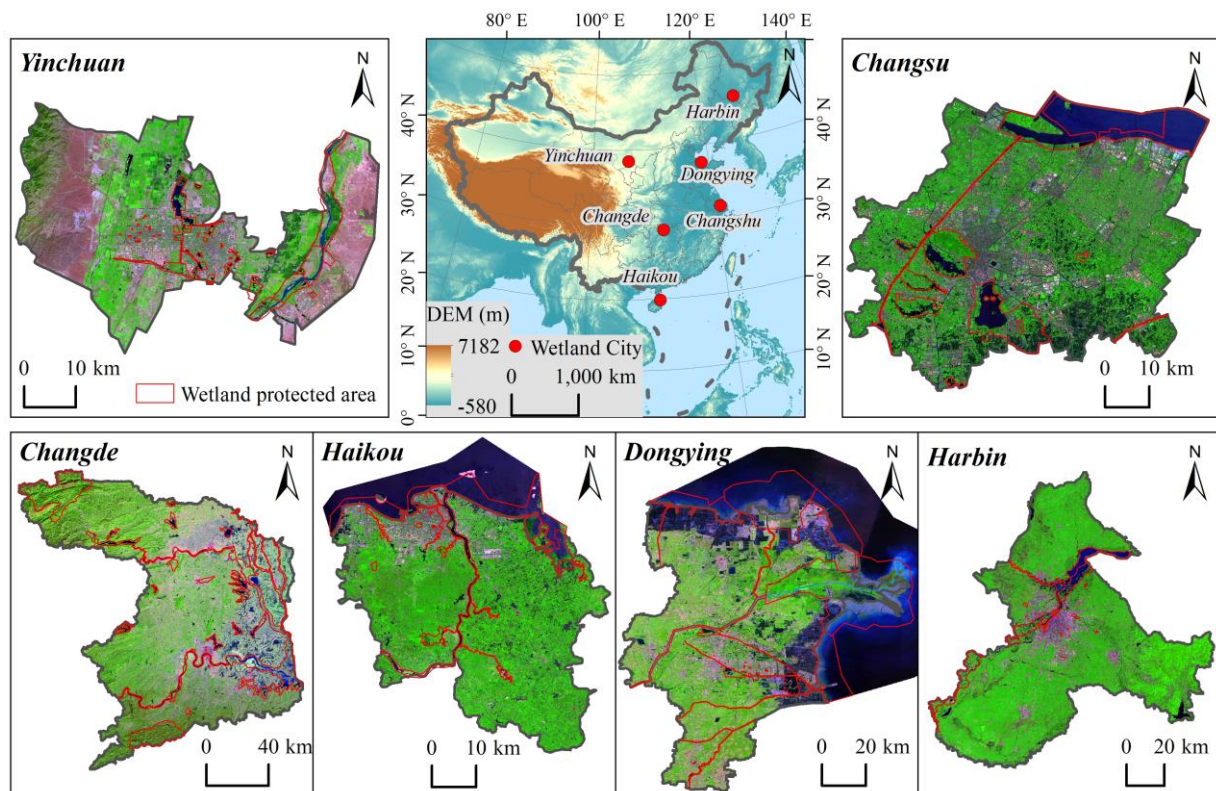 Yinchuan
N
0 10 km
Wetland protected area
80° E 100° E 120° E 140° E
N
40° N
30° N
20° N
10° N
0°
40° N
30° N
20° N
10° N
Harbin
Yinchuan
Dongying
Changde
Changshu
Haikou
DEM (m)
7182
-580
Wetland City
0 1,000 km
Changsu
N
0 10 km
Changde
N
0 40 km
Haikou
N
0 10 km
Dongying
N
0 20 km
Harbin
N
0 20 km